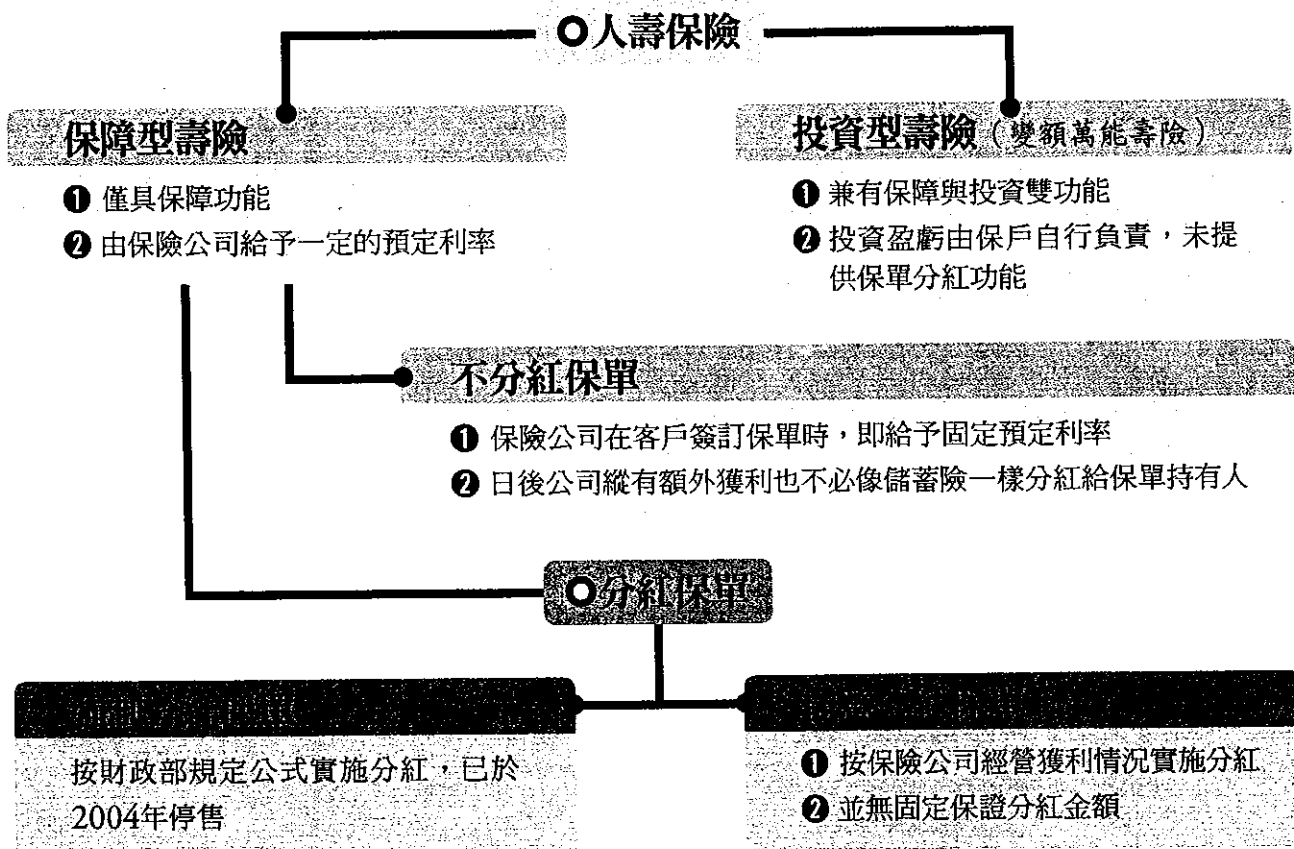 人壽保險
保障型壽險
❶ 僅具保障功能
❷ 由保險公司給予一定的預定利率
投資型壽險（變額萬能壽險）
❶ 兼有保障與投資雙功能
❷ 投資盈虧由保戶自行負責，未提
供保單分紅功能
不分紅保單
❶ 保險公司在客戶簽訂保單時，即給予固定預定利率
❷ 日後公司縱有額外獲利也不必像儲蓄險一樣分紅給保單持有人
分紅保單
按財政部規定公式實施分紅，已於
2004年停售
❶ 按保險公司經營獲利情況實施分紅
❷ 並無固定保證分紅金額